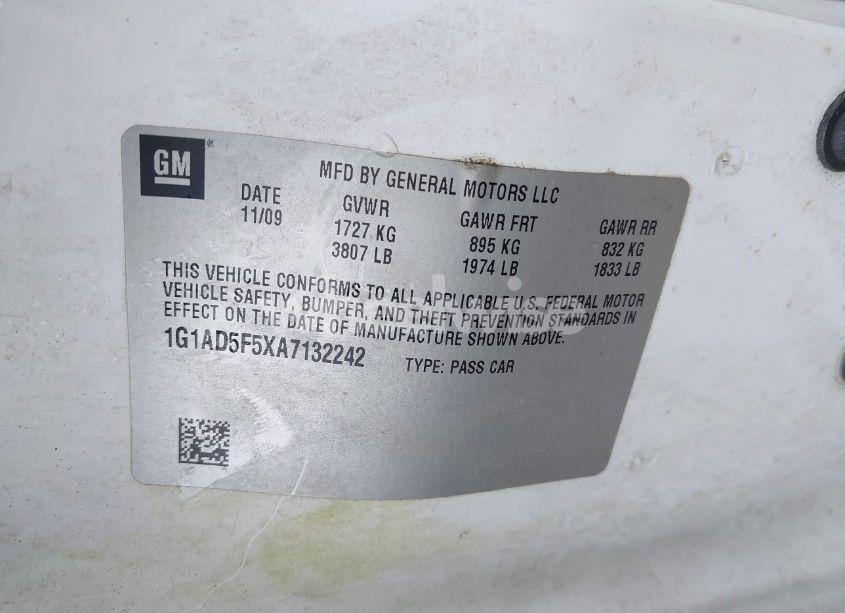 GM®
MFD BY GENERAL MOTORS LLC
DATE GVWR GAWR FRT GAWR RR
11/09 1727 KG 895 KG 832 KG
3807 LB 1974 LB 1833 LB
THIS VEHICLE CONFORMS TO ALL APPLICABLE U.S. FEDERAL MOTOR
VEHICLE SAFETY, BUMPER, AND THEFT PREVENTION STANDARDS IN
EFFECT ON THE DATE OF MANUFACTURE SHOWN ABOVE.
1G1AD5F5XA7132242 TYPE: PASS CAR